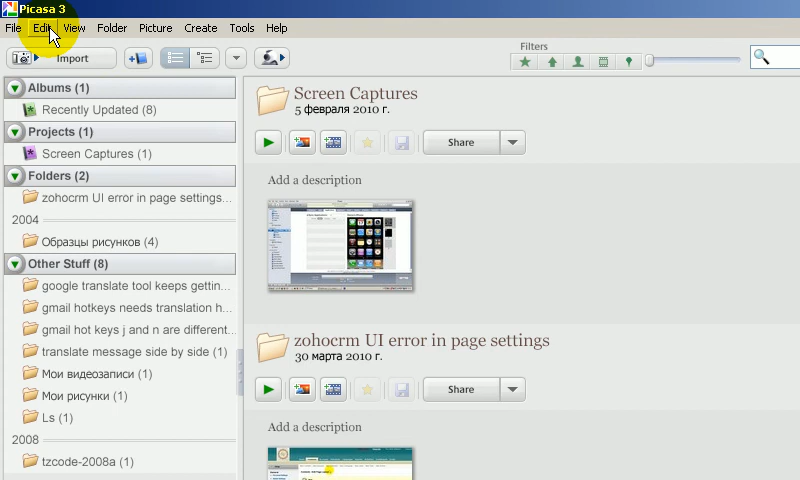 Picasa 3
File Edit View Folder Picture Create Tools Help
Import
Filters
Albums (1)
Recently Updated (8)
Projects (1)
Screen Captures (1)
Folders (2)
zohocrm UI error in page settings...
2004
Образцы рисунков (4)
Other Stuff (8)
google translate tool keeps gettin...
gmail hotkeys needs translation h...
gmail hot keys j and n are different...
translate message side by side (1)
Мои видеозаписи (1)
Мои рисунки (1)
Ls (1)
2008
tzcode-2008a (1)
Screen Captures
5 февраля 2010 г.
Share
Add a description
zohocrm UI error in page settings
30 марта 2010 г.
Share
Add a description